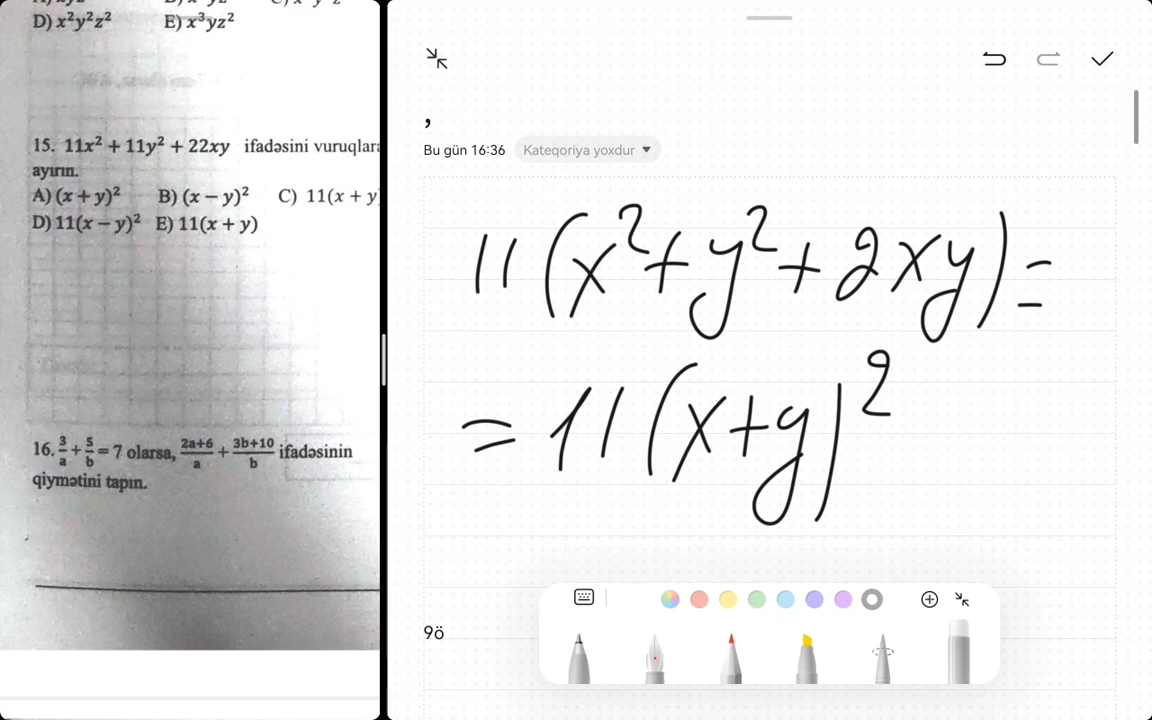 D) x²y²z² E) x³yz²
15. 11x² + 11y² + 22xy ifadəsini vuruqlara
ayırın.
A) (x + y)² B) (x − y)² C) 11(x + y)
D) 11(x − y)² E) 11(x + y)
16. 3/a + 5/b = 7 olarsa, 2a+6/a + 3b+10/b ifadəsinin
qiymətini tapın.
,
Bu gün 16:36 Kateqoriya yoxdur
11(x²+y²+2xy)=
=11(x+y)²
9ö